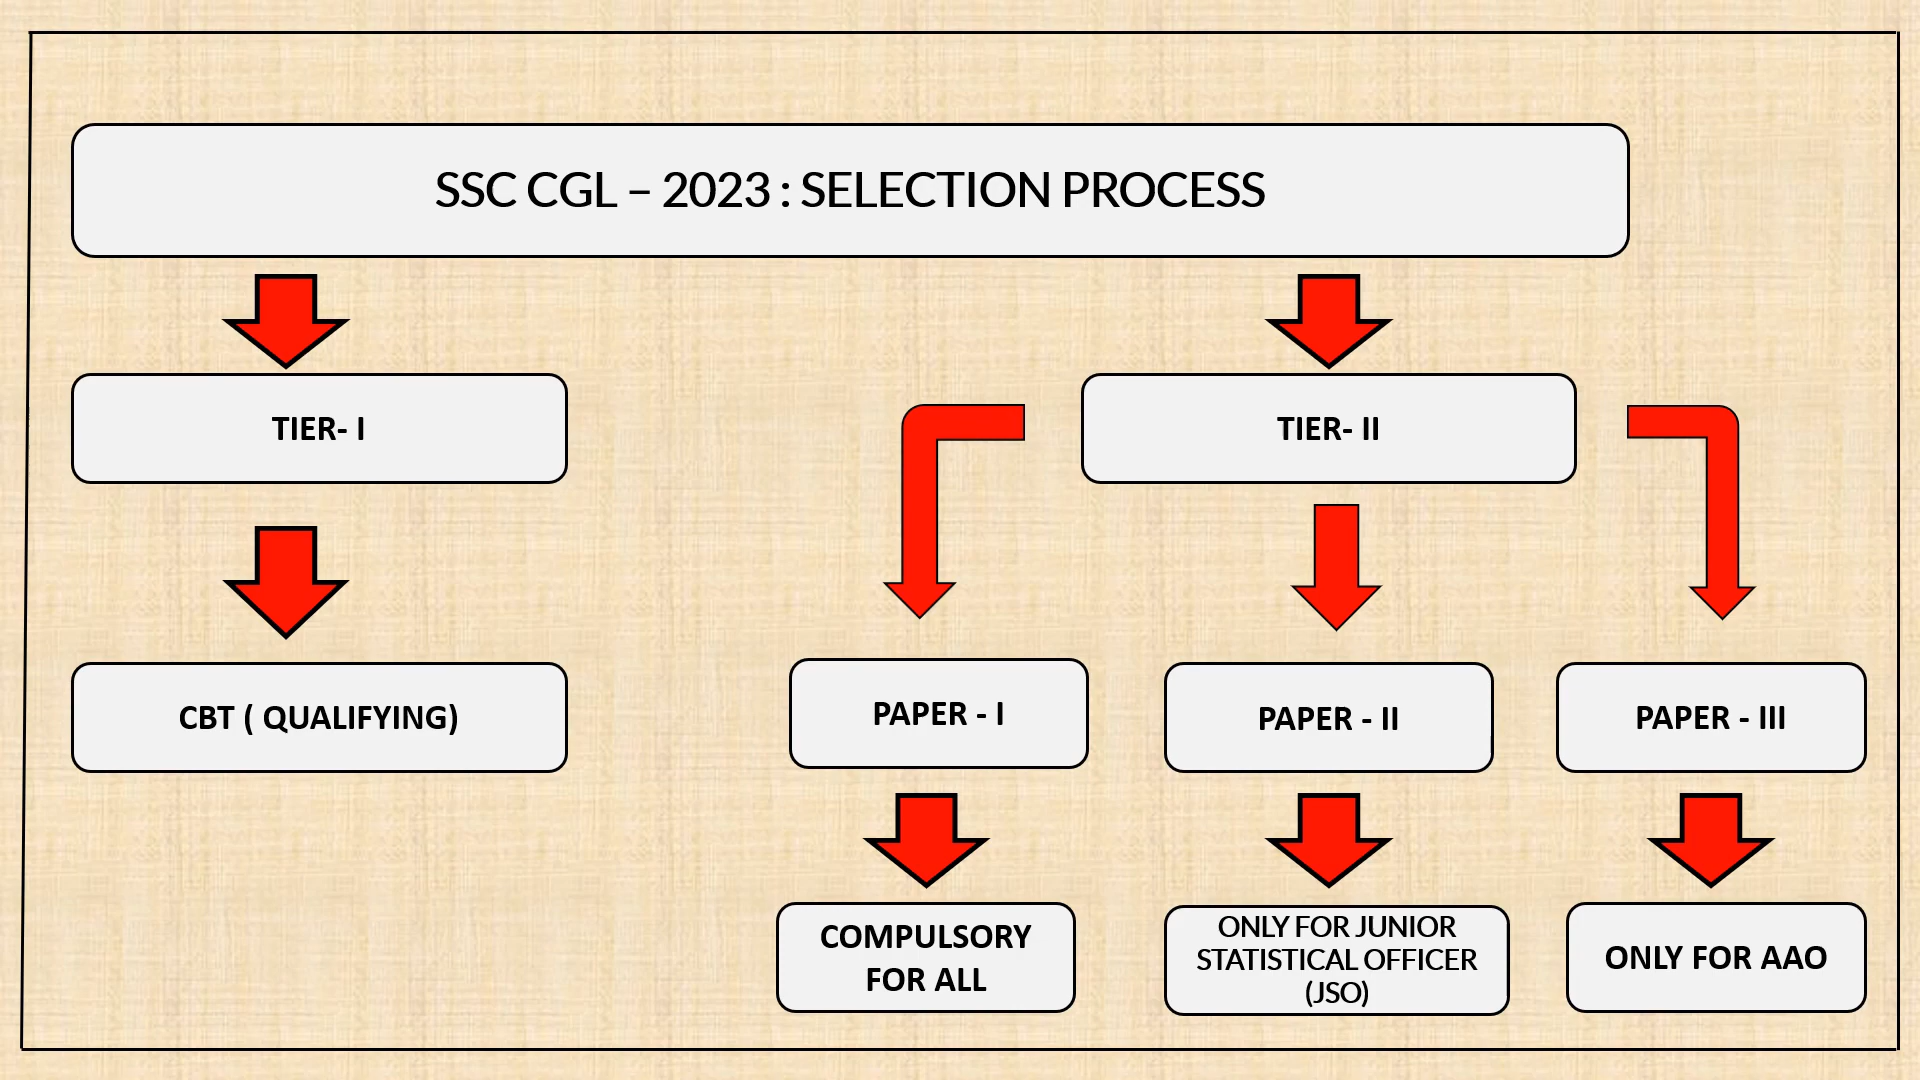 SSC CGL – 2023 : SELECTION PROCESS
TIER- I
TIER- II
CBT ( QUALIFYING)
PAPER - I
PAPER - II
PAPER - III
COMPULSORY
FOR ALL
ONLY FOR JUNIOR
STATISTICAL OFFICER
(JSO)
ONLY FOR AAO